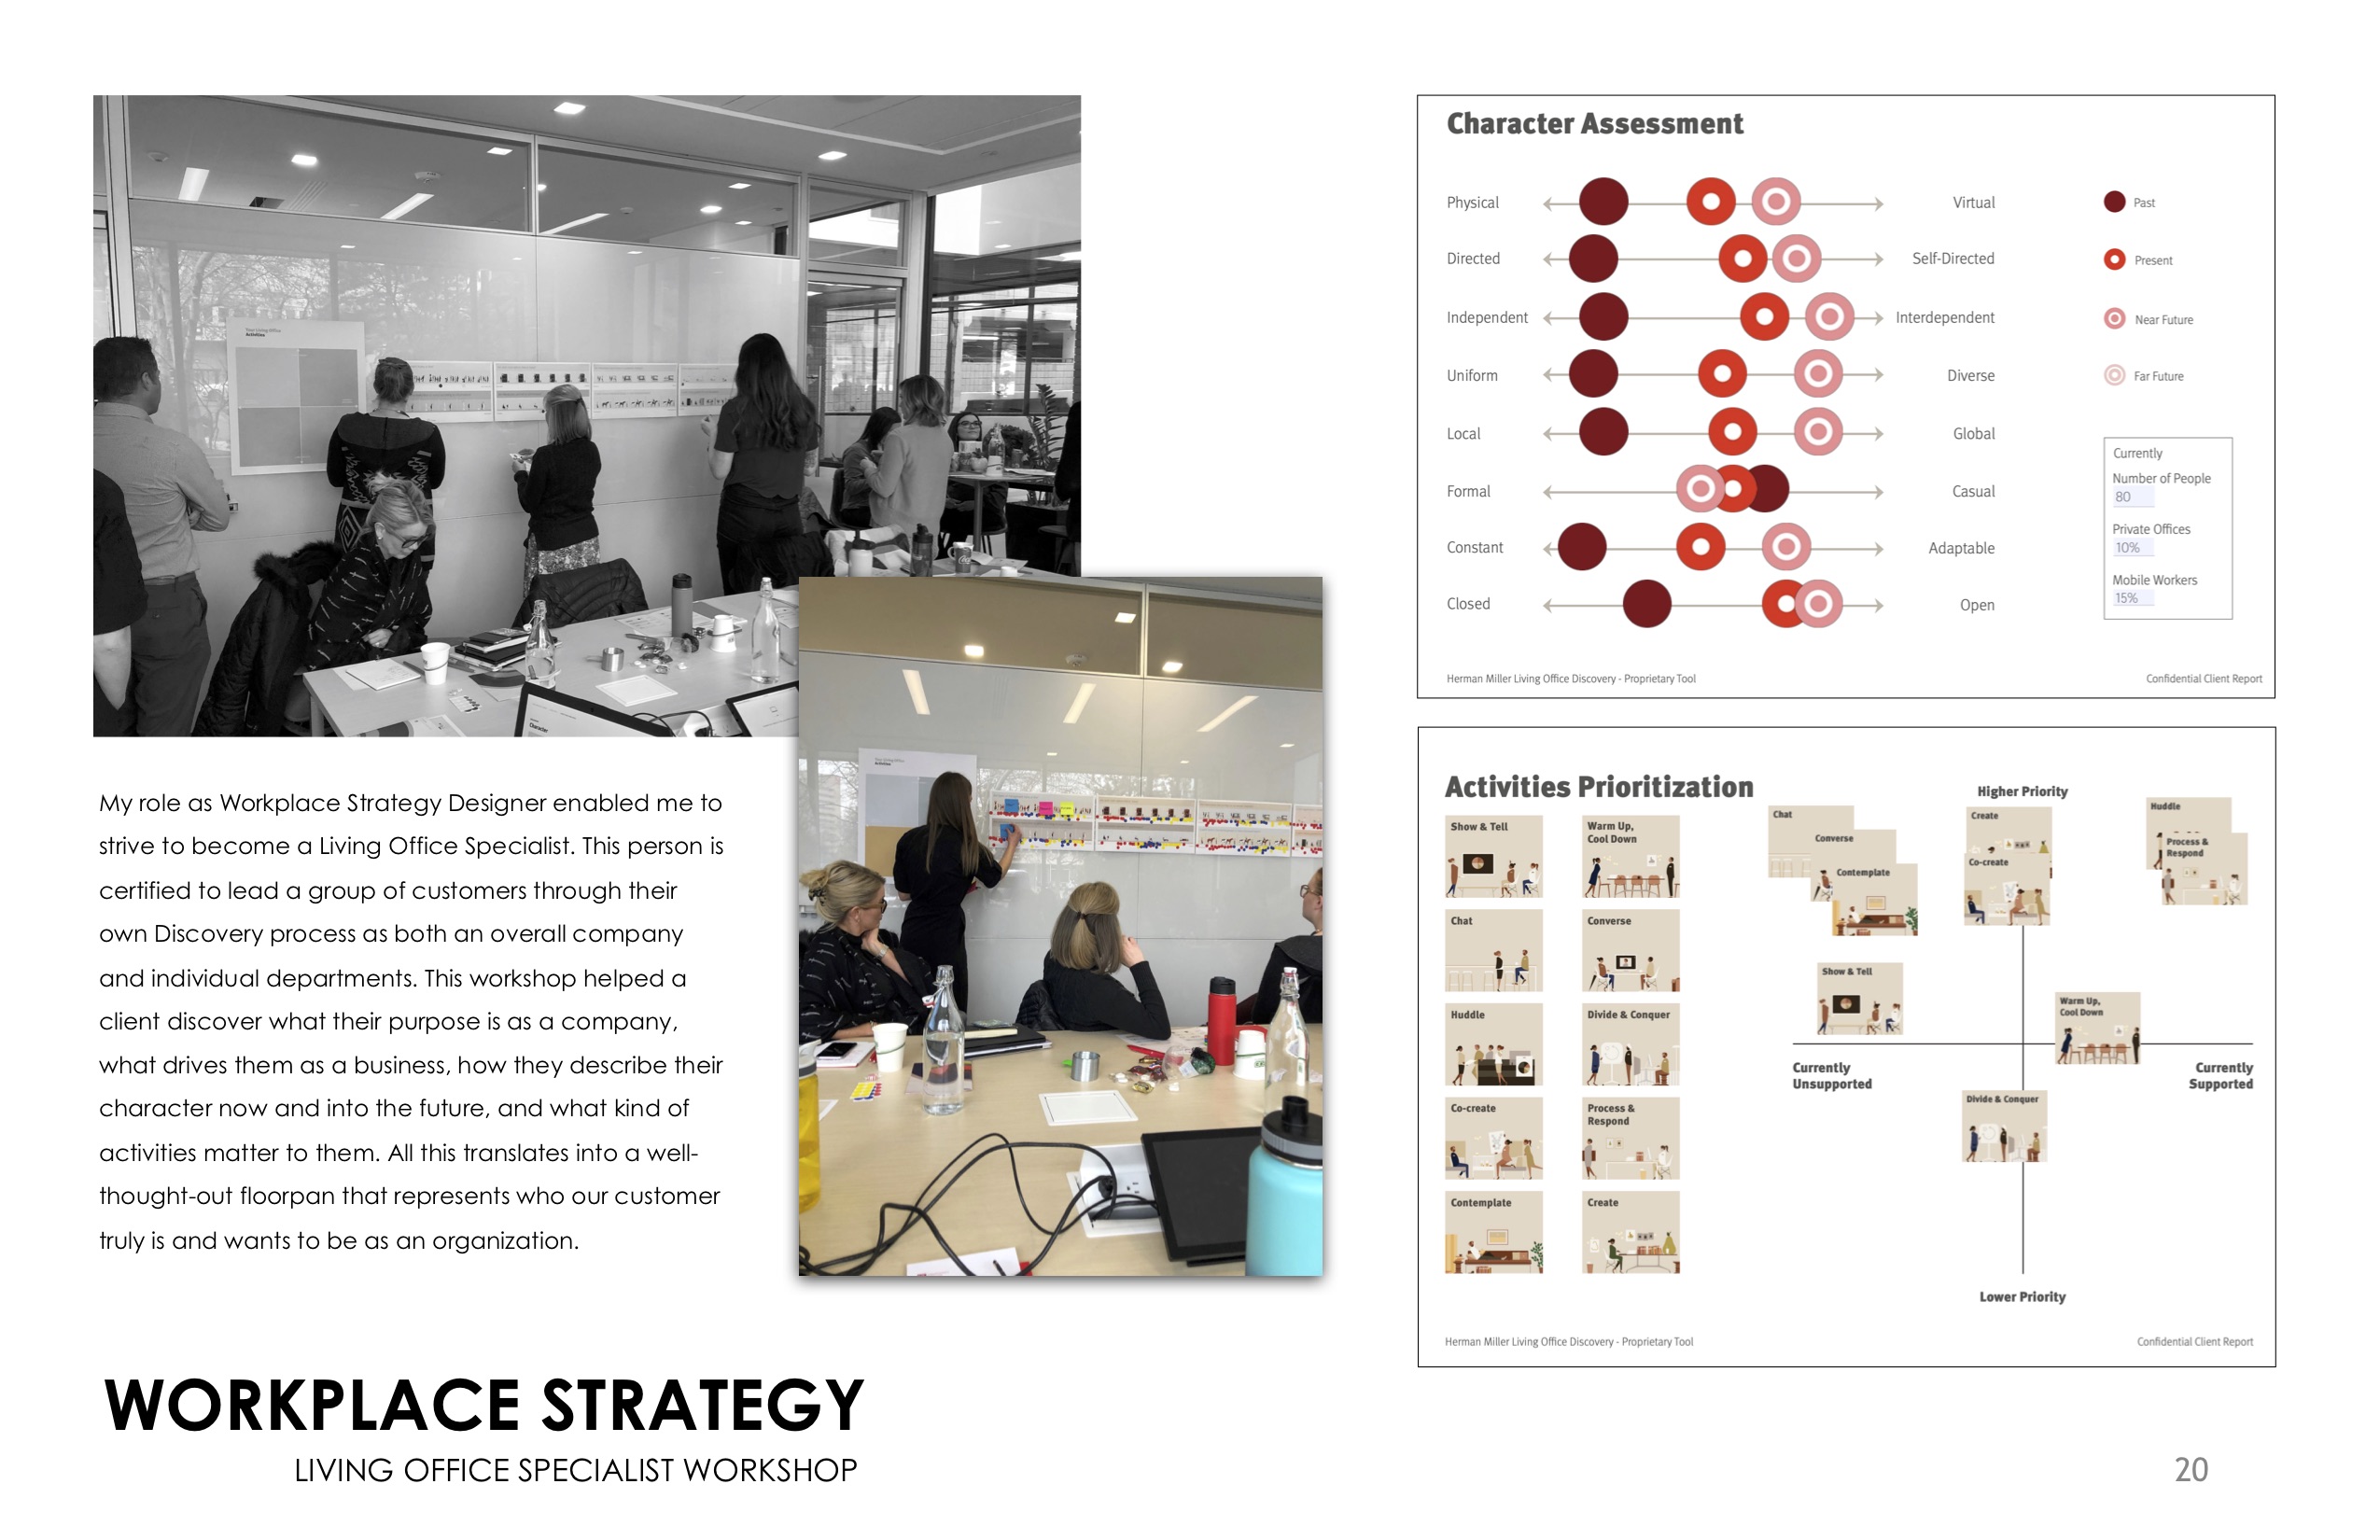 Your Living Office
Activities
Character
My role as Workplace Strategy Designer enabled me to
strive to become a Living Office Specialist. This person is
certified to lead a group of customers through their
own Discovery process as both an overall company
and individual departments. This workshop helped a
client discover what their purpose is as a company,
what drives them as a business, how they describe their
character now and into the future, and what kind of
activities matter to them. All this translates into a well-
thought-out floorpan that represents who our customer
truly is and wants to be as an organization.
WORKPLACE STRATEGY
LIVING OFFICE SPECIALIST WORKSHOP
Character Assessment
Physical Virtual
Directed Self-Directed
Independent Interdependent
Uniform Diverse
Local Global
Formal Casual
Constant Adaptable
Closed Open
Past
Present
Near Future
Far Future
Currently
Number of People
80
Private Offices
10%
Mobile Workers
15%
Herman Miller Living Office Discovery - Proprietary Tool
Confidential Client Report
Activities Prioritization
Show & Tell
Warm Up,
Cool Down
Chat
Converse
Huddle
Divide & Conquer
Co-create
Process &
Respond
Contemplate
Create
Higher Priority
Chat
Converse
Contemplate
Create
Co-create
Huddle
Process &
Respond
Show & Tell
Warm Up,
Cool Down
Currently
Unsupported
Currently
Supported
Divide & Conquer
Lower Priority
Herman Miller Living Office Discovery - Proprietary Tool
Confidential Client Report
20